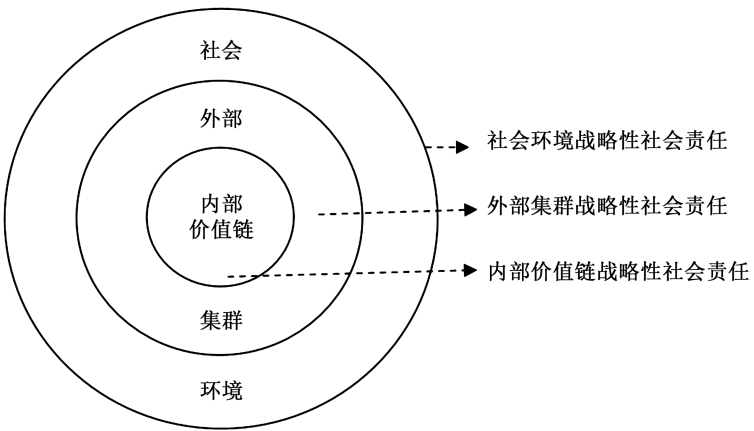 社会
外部
内部
价值链
集群
环境
社会环境战略性社会责任
外部集群战略性社会责任
内部价值链战略性社会责任